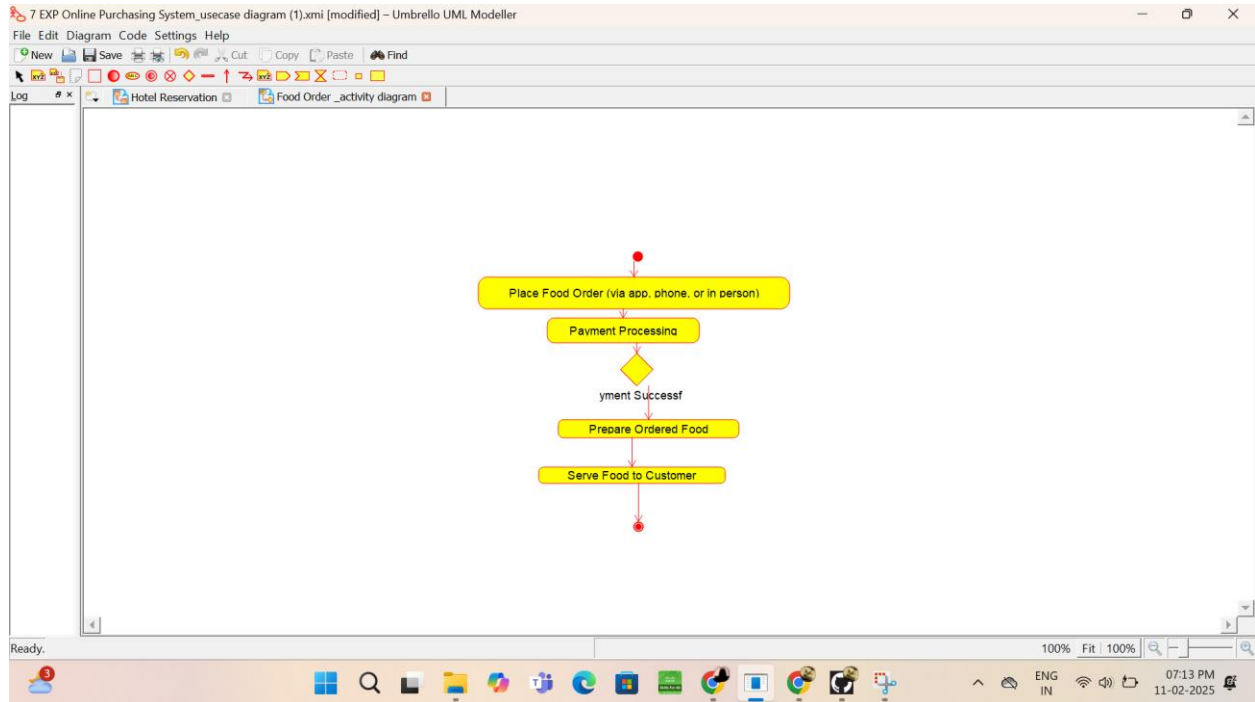 7 EXP Online Purchasing System_usecase diagram (1).xmi [modified] – Umbrello UML Modeller
File Edit Diagram Code Settings Help
New Save Cut Copy Paste Find
Log Hotel Reservation Food Order _activity diagram
Place Food Order (via app, phone, or in person)
Payment Processing
yment Successf
Prepare Ordered Food
Serve Food to Customer
Ready. 100% Fit 100%
3
ENG
IN
07:13 PM
11-02-2025